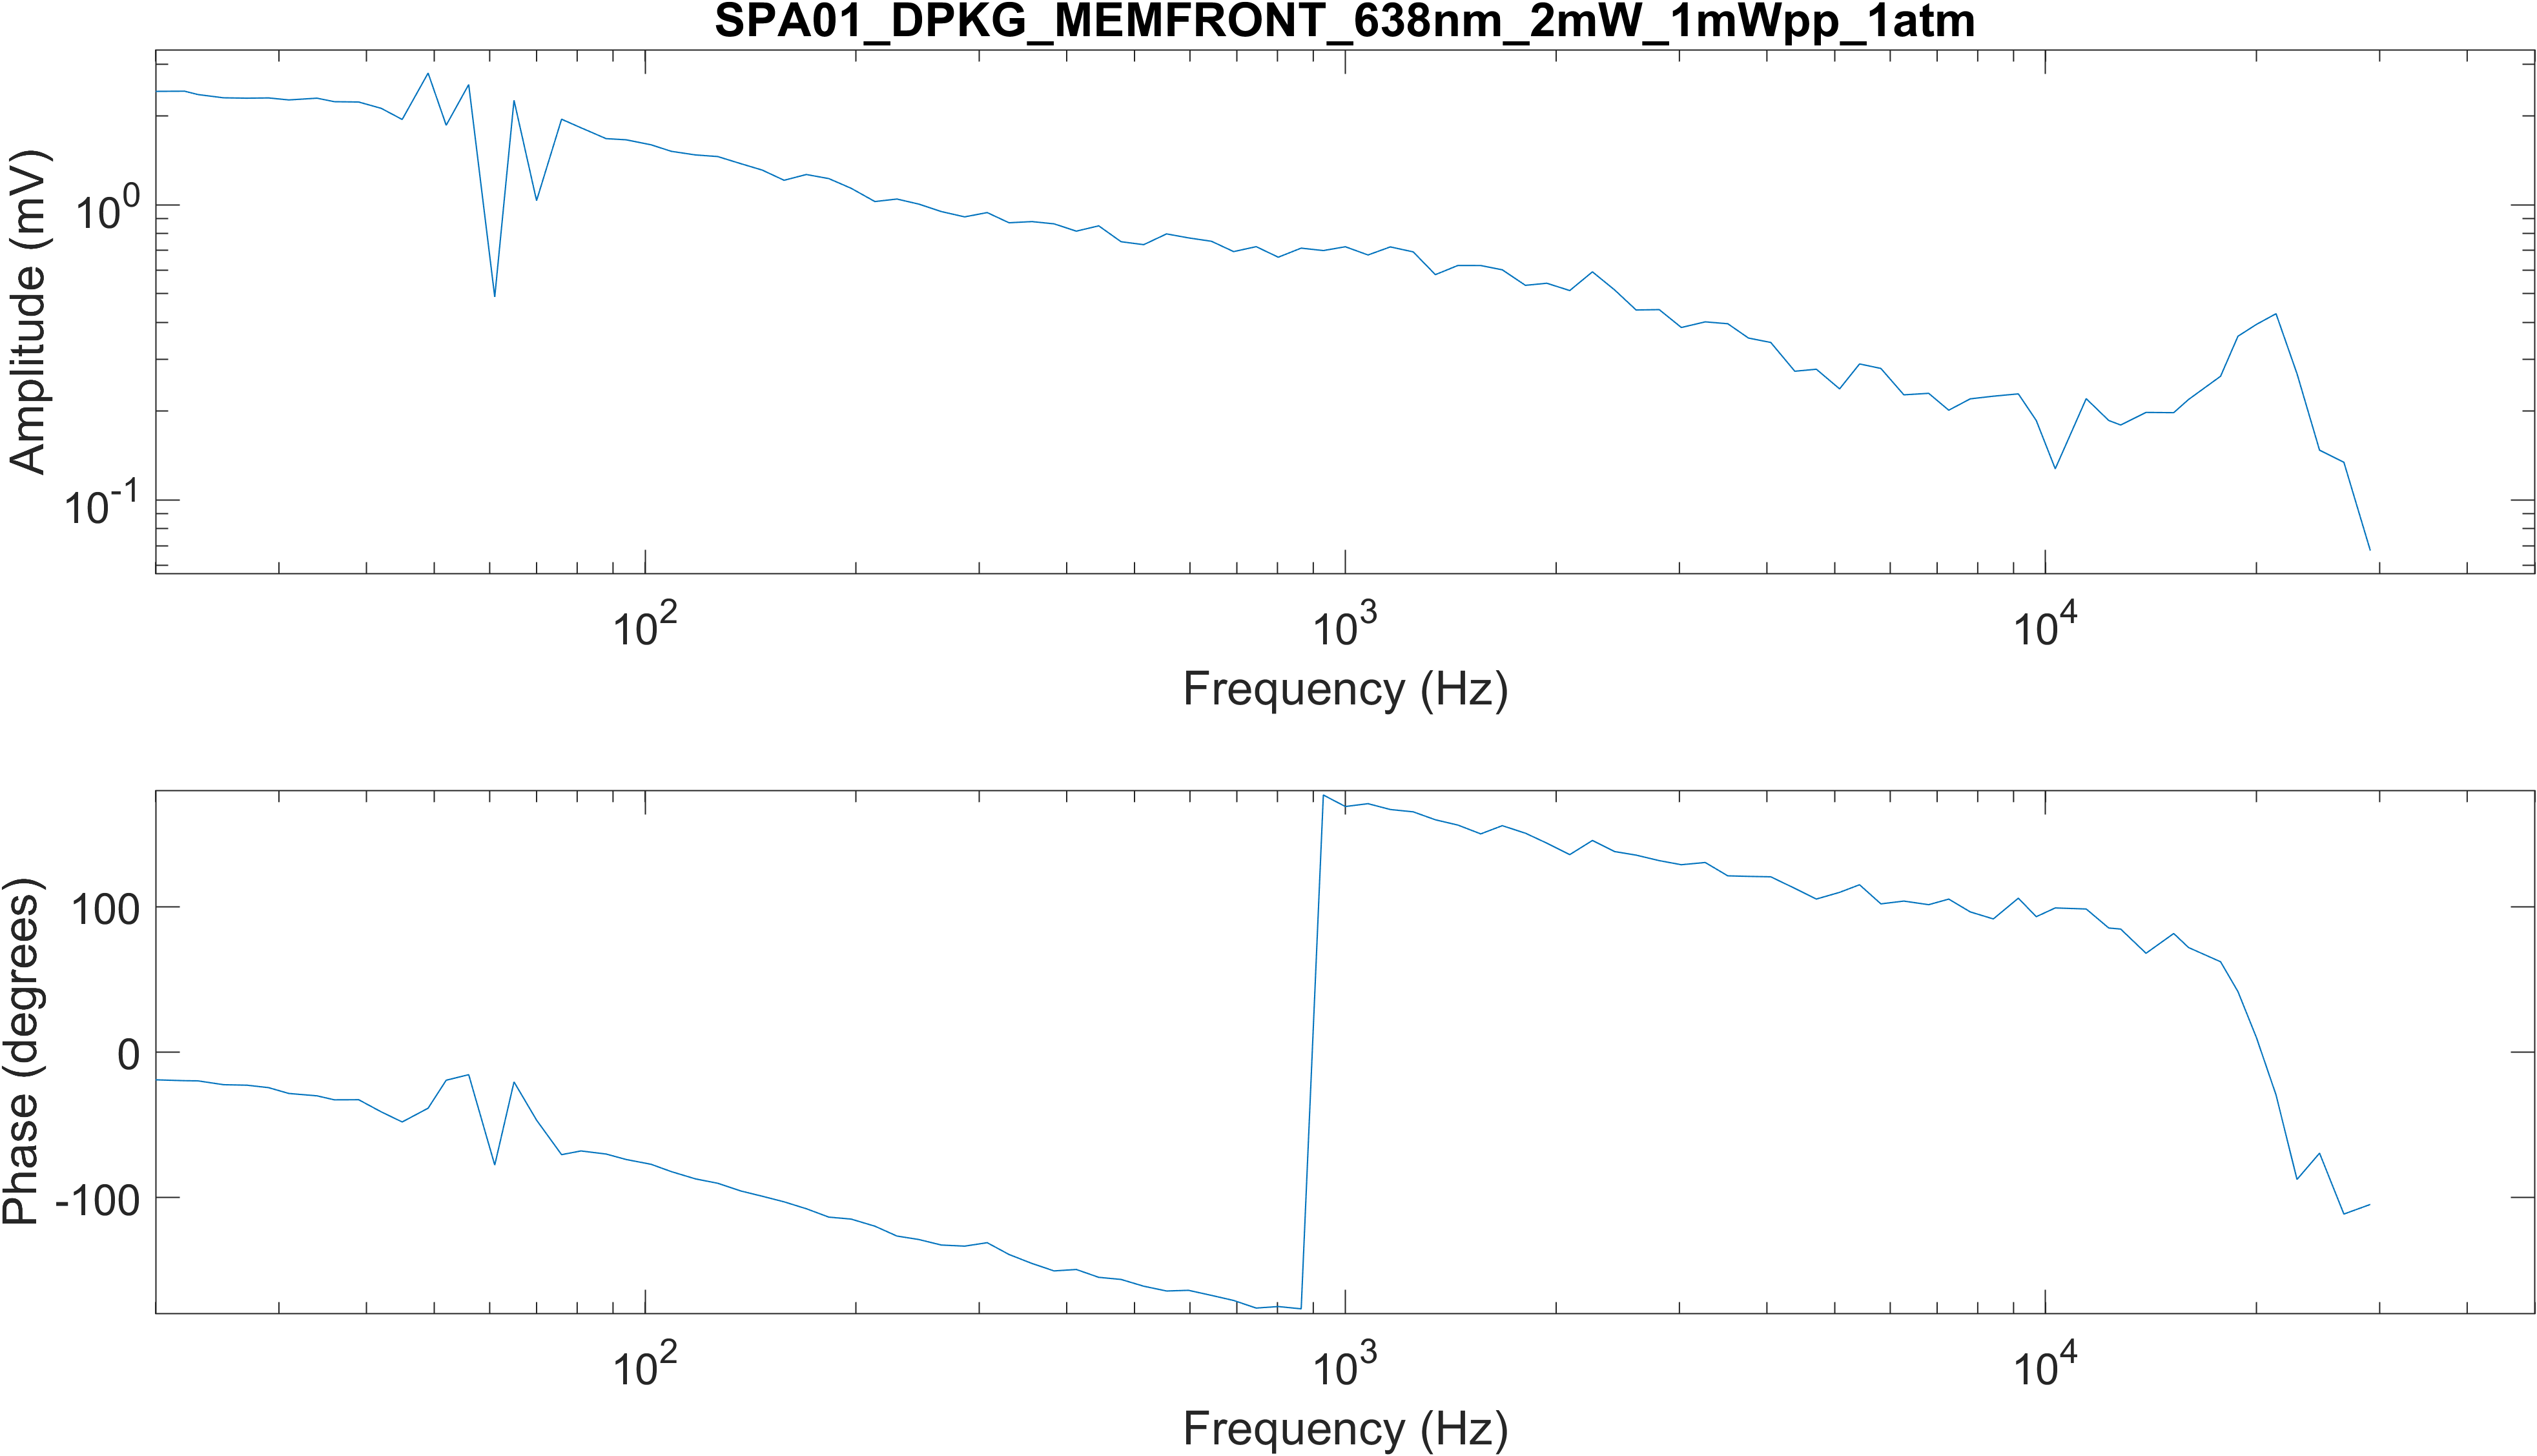 SPA01_DPKG_MEMFRONT_638nm_2mW_1mWpp_1atm
Amplitude (mV)
10^0
10^-1
10^2
10^3
10^4
Frequency (Hz)
Phase (degrees)
100
0
-100
10^2
10^3
10^4
Frequency (Hz)